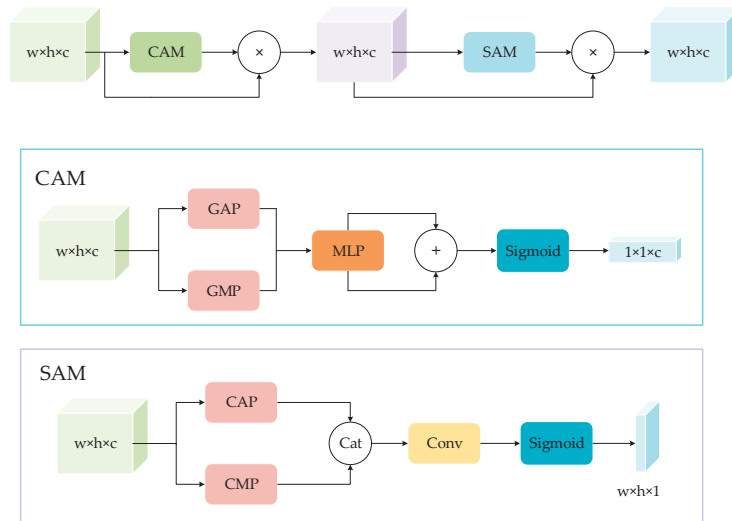 w×h×c CAM × w×h×c SAM × w×h×c
CAM
GAP
w×h×c MLP + Sigmoid 1×1×c
GMP
SAM
CAP
w×h×c Cat Conv Sigmoid
CMP
w×h×1